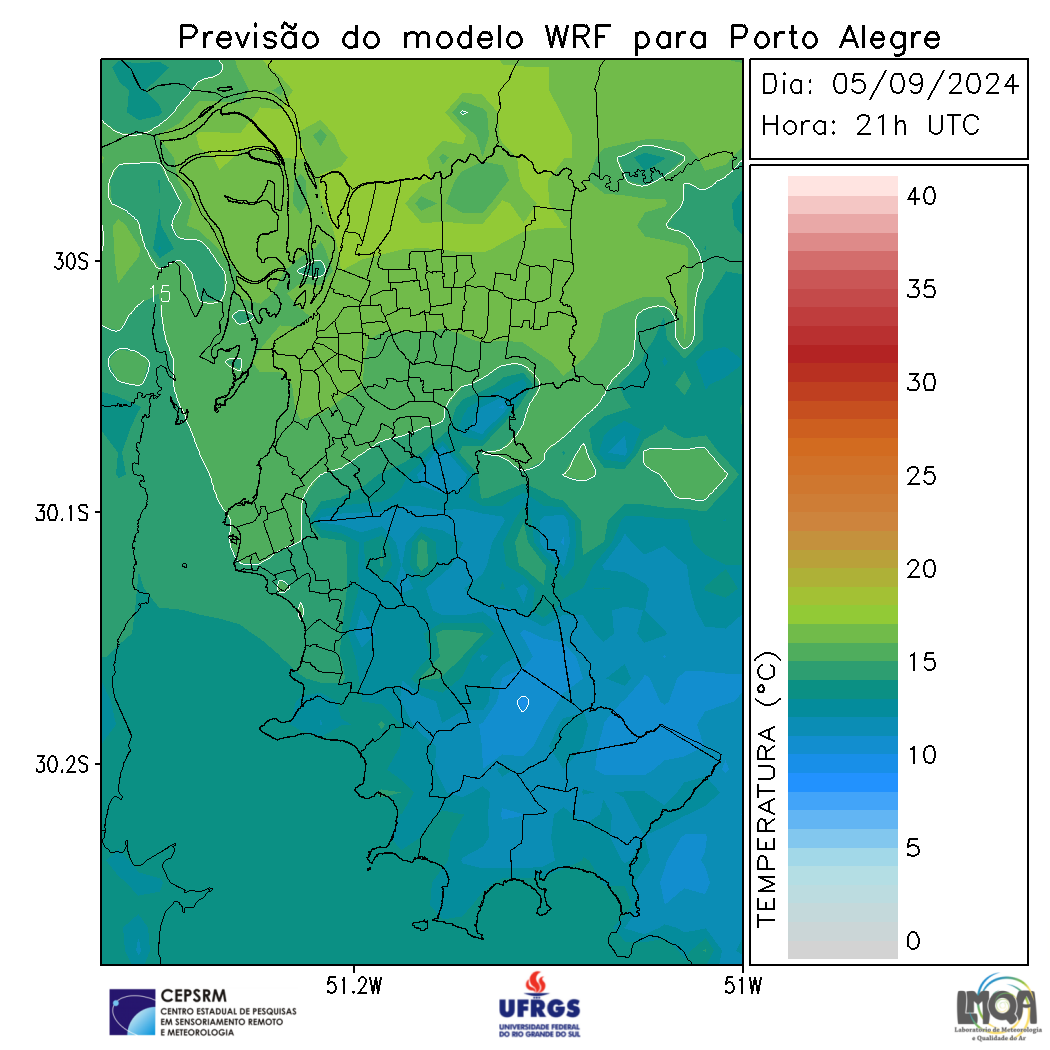 Previsão do modelo WRF para Porto Alegre
Dia: 05/09/2024
Hora: 21h UTC
40
35
30
25
20
15
10
5
0
TEMPERATURA (°C)
30S
30.1S
30.2S
15
51.2W
51W
CEPSRM
CENTRO ESTADUAL DE PESQUISAS
EM SENSORIAMENTO REMOTO
E METEOROLOGIA
UFRGS
UNIVERSIDADE FEDERAL
DO RIO GRANDE DO SUL
LMQA
Laboratório de Meteorologia
e Qualidade do Ar